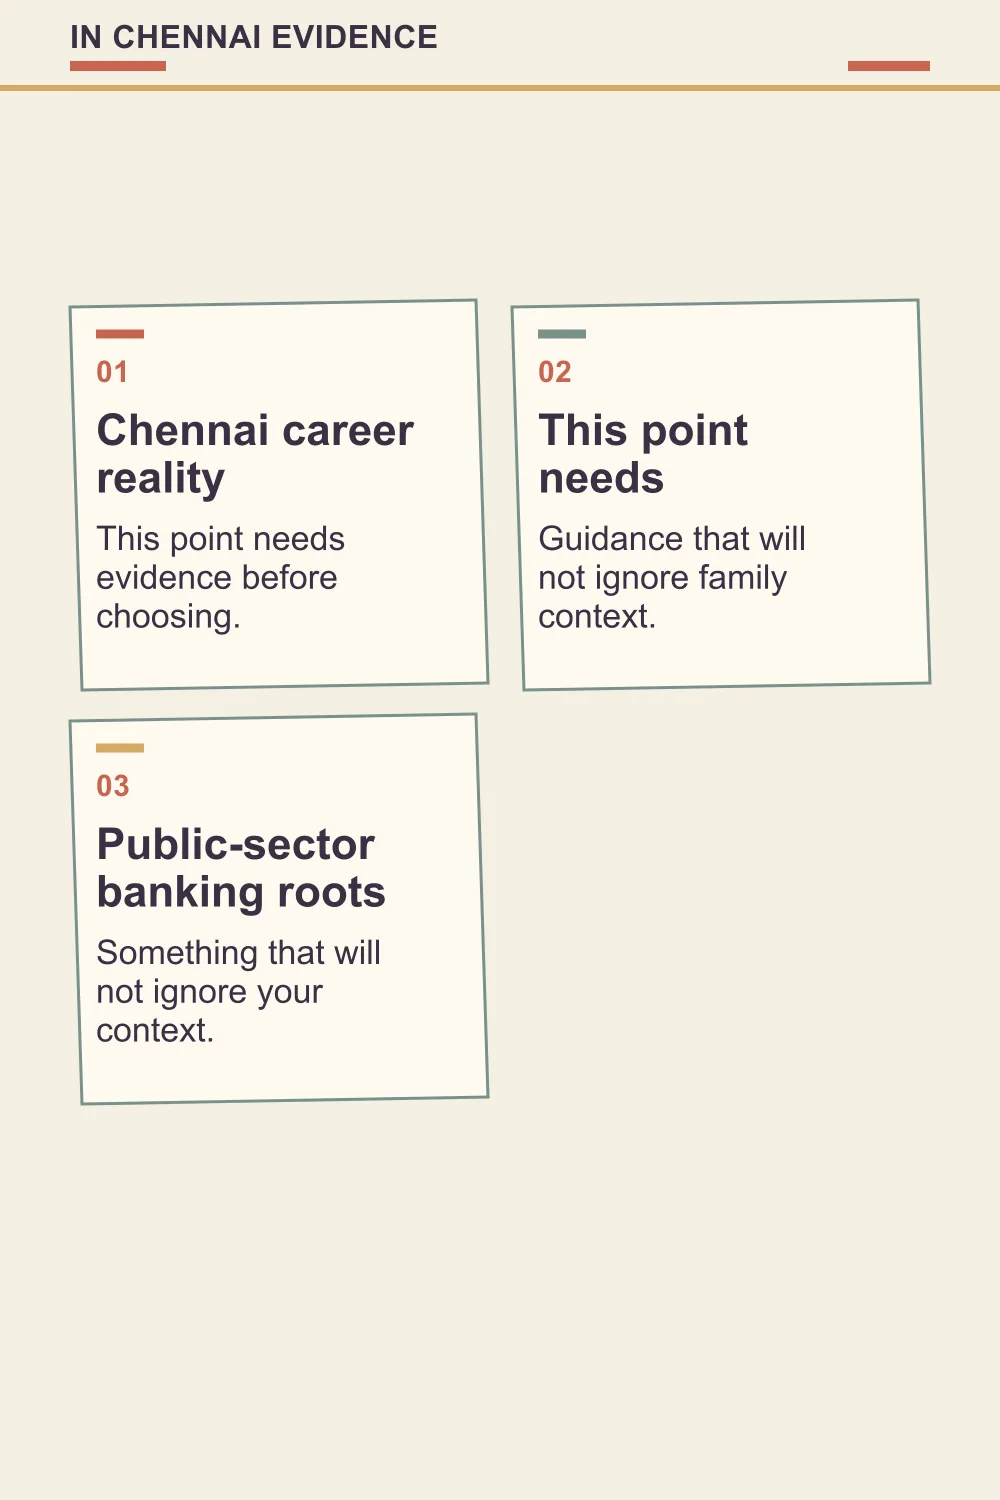 IN CHENNAI EVIDENCE
01
Chennai career
reality
This point needs
evidence before
choosing.
02
This point
needs
Guidance that will
not ignore family
context.
03
Public-sector
banking roots
Something that will
not ignore your
context.